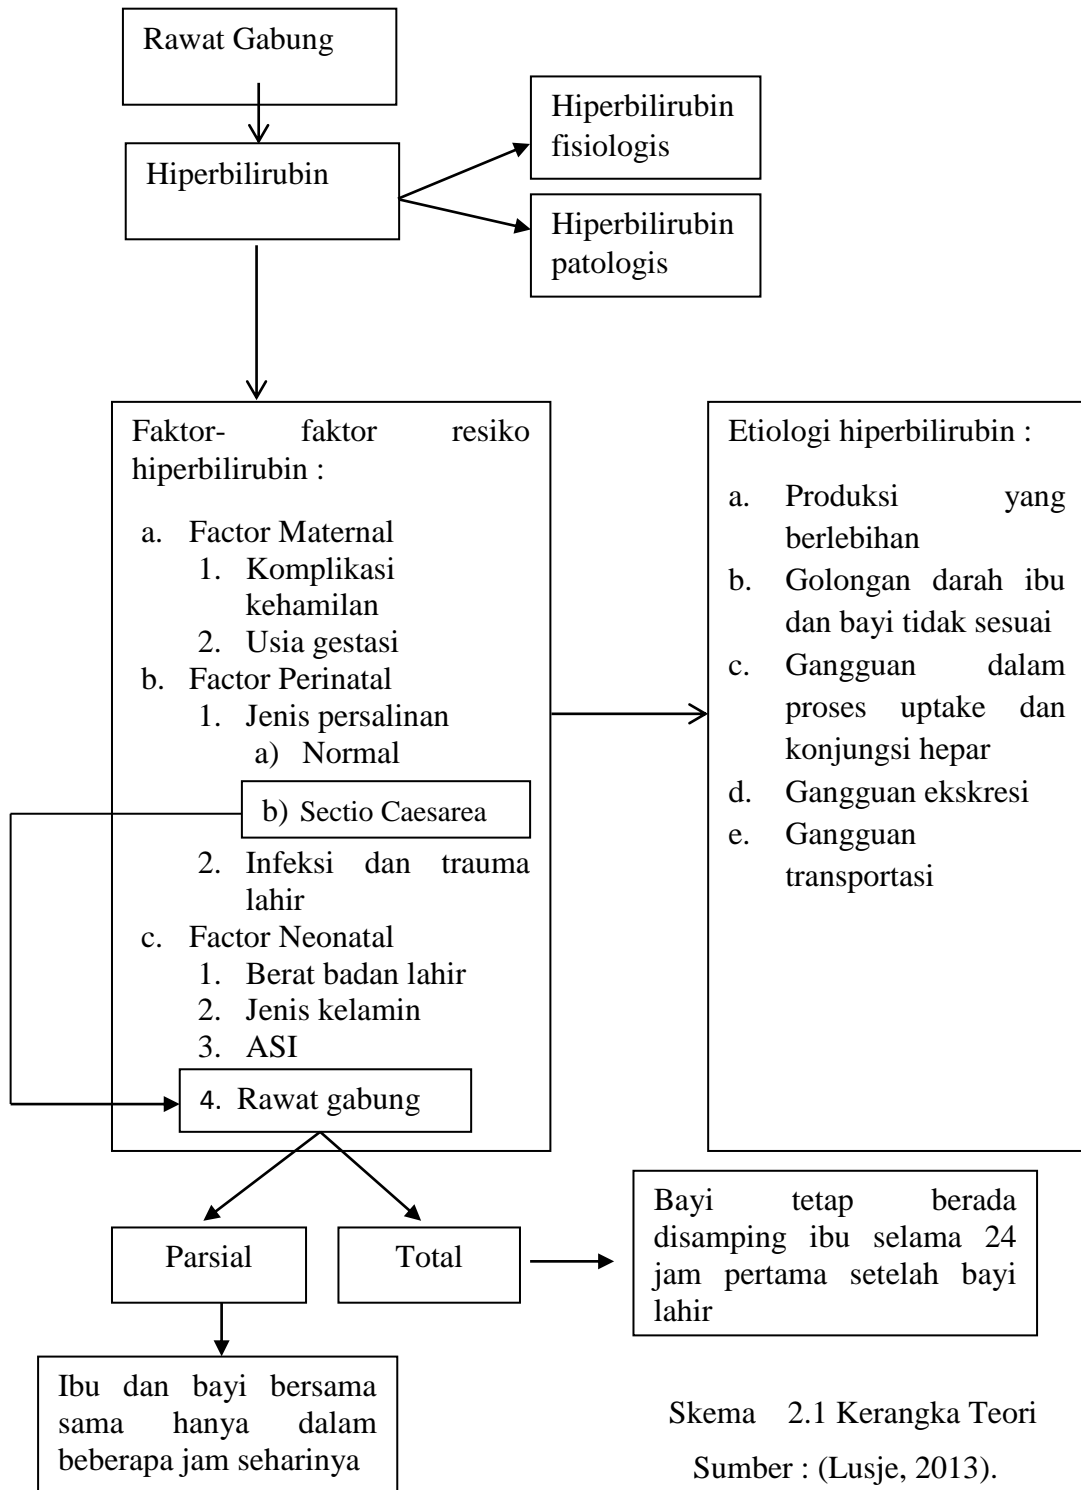 Rawat Gabung
Hiperbilirubin
Hiperbilirubin
fisiologis
Hiperbilirubin
patologis
Faktor- faktor resiko
hiperbilirubin :
a. Factor Maternal
1. Komplikasi
kehamilan
2. Usia gestasi
b. Factor Perinatal
1. Jenis persalinan
a) Normal
b) Sectio Caesarea
2. Infeksi dan trauma
lahir
c. Factor Neonatal
1. Berat badan lahir
2. Jenis kelamin
3. ASI
4. Rawat gabung
Etiologi hiperbilirubin :
a. Produksi yang
berlebihan
b. Golongan darah ibu
dan bayi tidak sesuai
c. Gangguan dalam
proses uptake dan
konjungsi hepar
d. Gangguan ekskresi
e. Gangguan
transportasi
Parsial
Total
Bayi tetap berada
disamping ibu selama 24
jam pertama setelah bayi
lahir
Ibu dan bayi bersama
sama hanya dalam
beberapa jam seharinya
Skema 2.1 Kerangka Teori
Sumber : (Lusje, 2013).